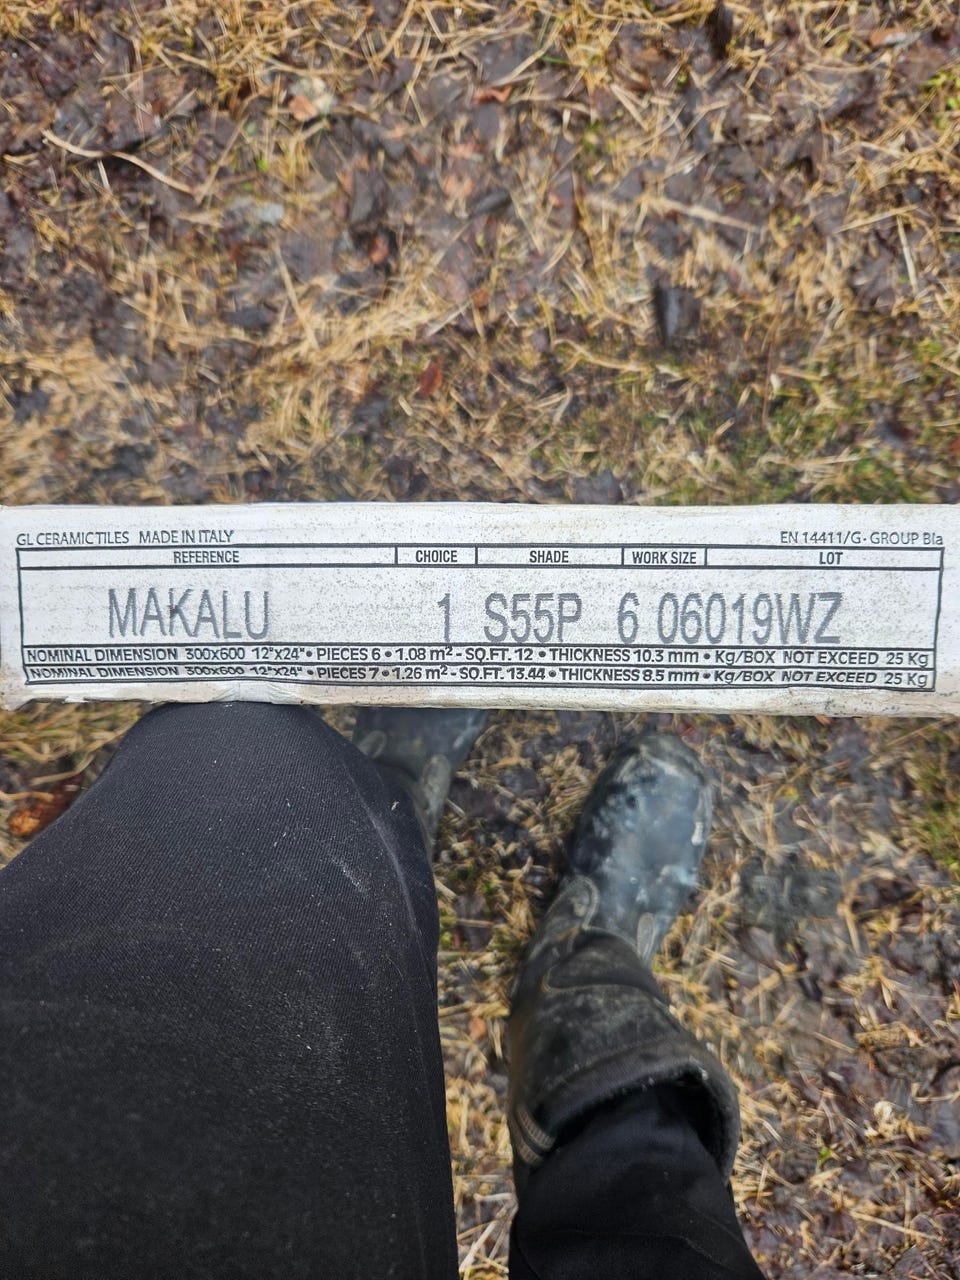 GL CERAMIC TILES MADE IN ITALY EN 14411/G - GROUP BIa
REFERENCE CHOICE SHADE WORK SIZE LOT
MAKALU 1 S55P 6 06019WZ
NOMINAL DIMENSION 300x600 12"x24" • PIECES 6 • 1.08 m² - SQ.FT. 12 • THICKNESS 10.3 mm • Kg/BOX NOT EXCEED 25 Kg
NOMINAL DIMENSION 300x600 12"x24" • PIECES 7 • 1.26 m² - SQ.FT. 13.44 • THICKNESS 8.5 mm • Kg/BOX NOT EXCEED 25 Kg